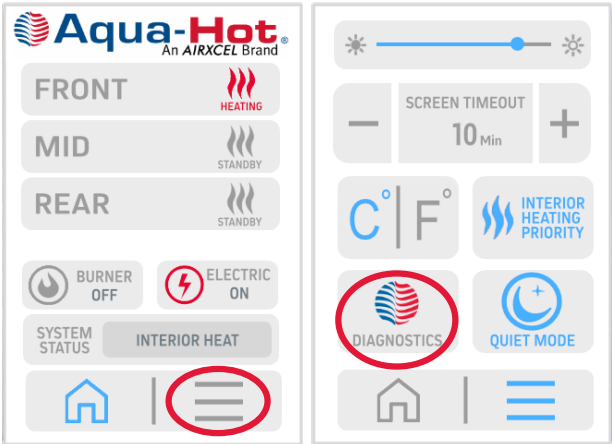 Aqua-Hot®
An AIRXCEL Brand
FRONT
HEATING
MID
STANDBY
REAR
STANDBY
BURNER
OFF
ELECTRIC
ON
SYSTEM
STATUS
INTERIOR HEAT
SCREEN TIMEOUT
10 Min
C° | F°
INTERIOR
HEATING
PRIORITY
DIAGNOSTICS
QUIET MODE